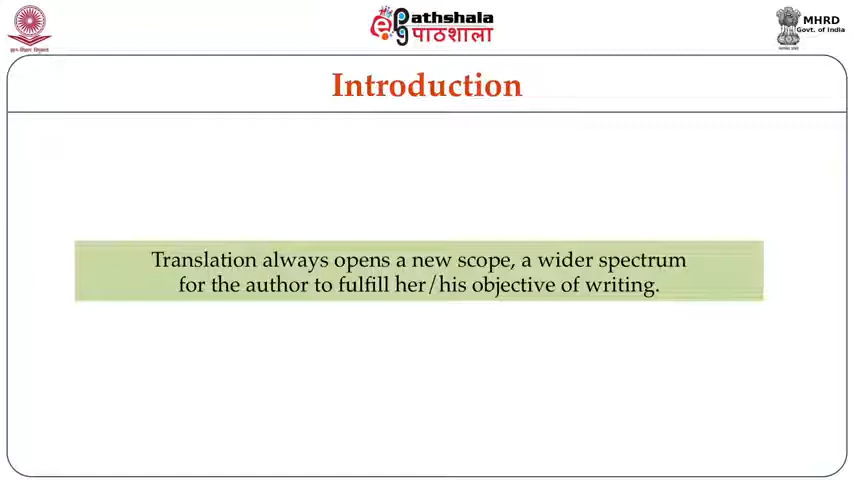 Pathshala
पाठशाला
MHRD
Govt. of India
Introduction
Translation always opens a new scope, a wider spectrum
for the author to fulfill her/his objective of writing.